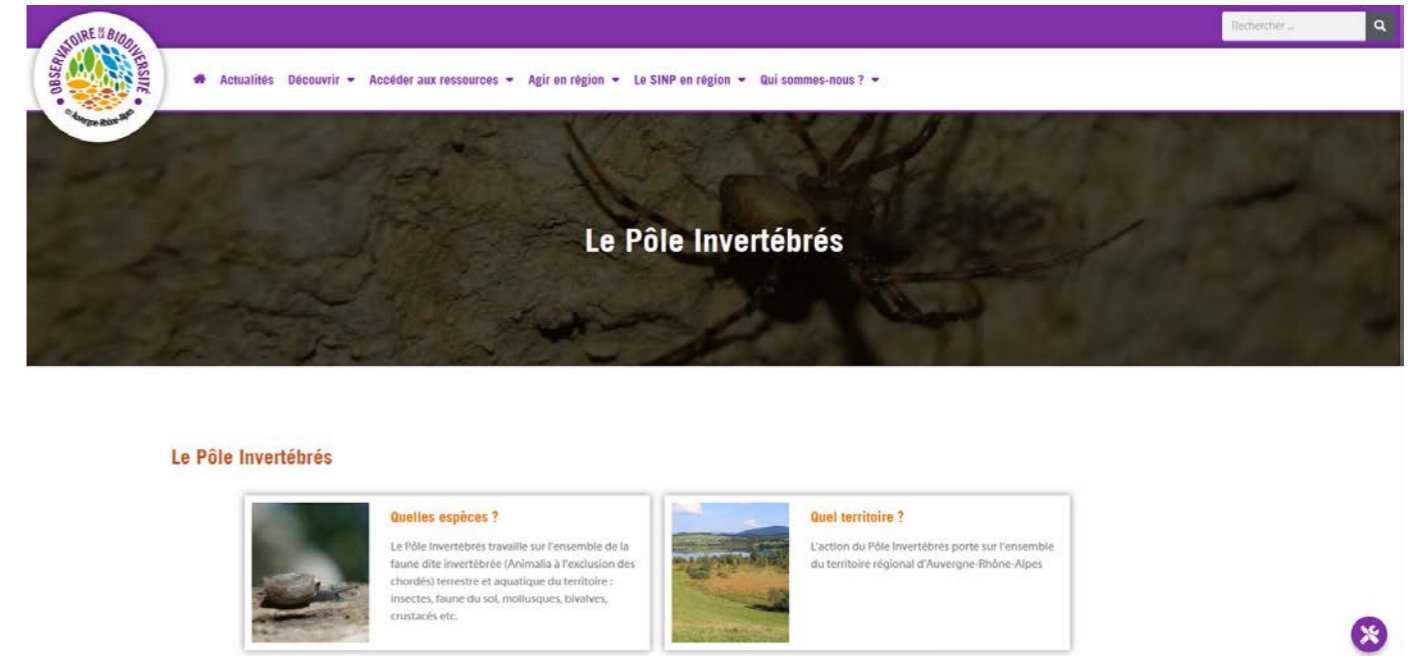 OBSERVATOIRE DE LA BIODIVERSITÉ
en Auvergne-Rhône-Alpes
Rechercher ...
Actualités Découvrir Accéder aux ressources Agir en région Le SINP en région Qui sommes-nous ?
Le Pôle Invertébrés
Le Pôle Invertébrés
Quelles espèces ?
Le Pôle Invertébrés travaille sur l'ensemble de la
faune dite invertébrée (Animalia à l'exclusion des
chordés) terrestre et aquatique du territoire :
insectes, faune du sol, mollusques, bivalves,
crustacés etc.
Quel territoire ?
L'action du Pôle Invertébrés porte sur l'ensemble
du territoire régional d'Auvergne-Rhône-Alpes